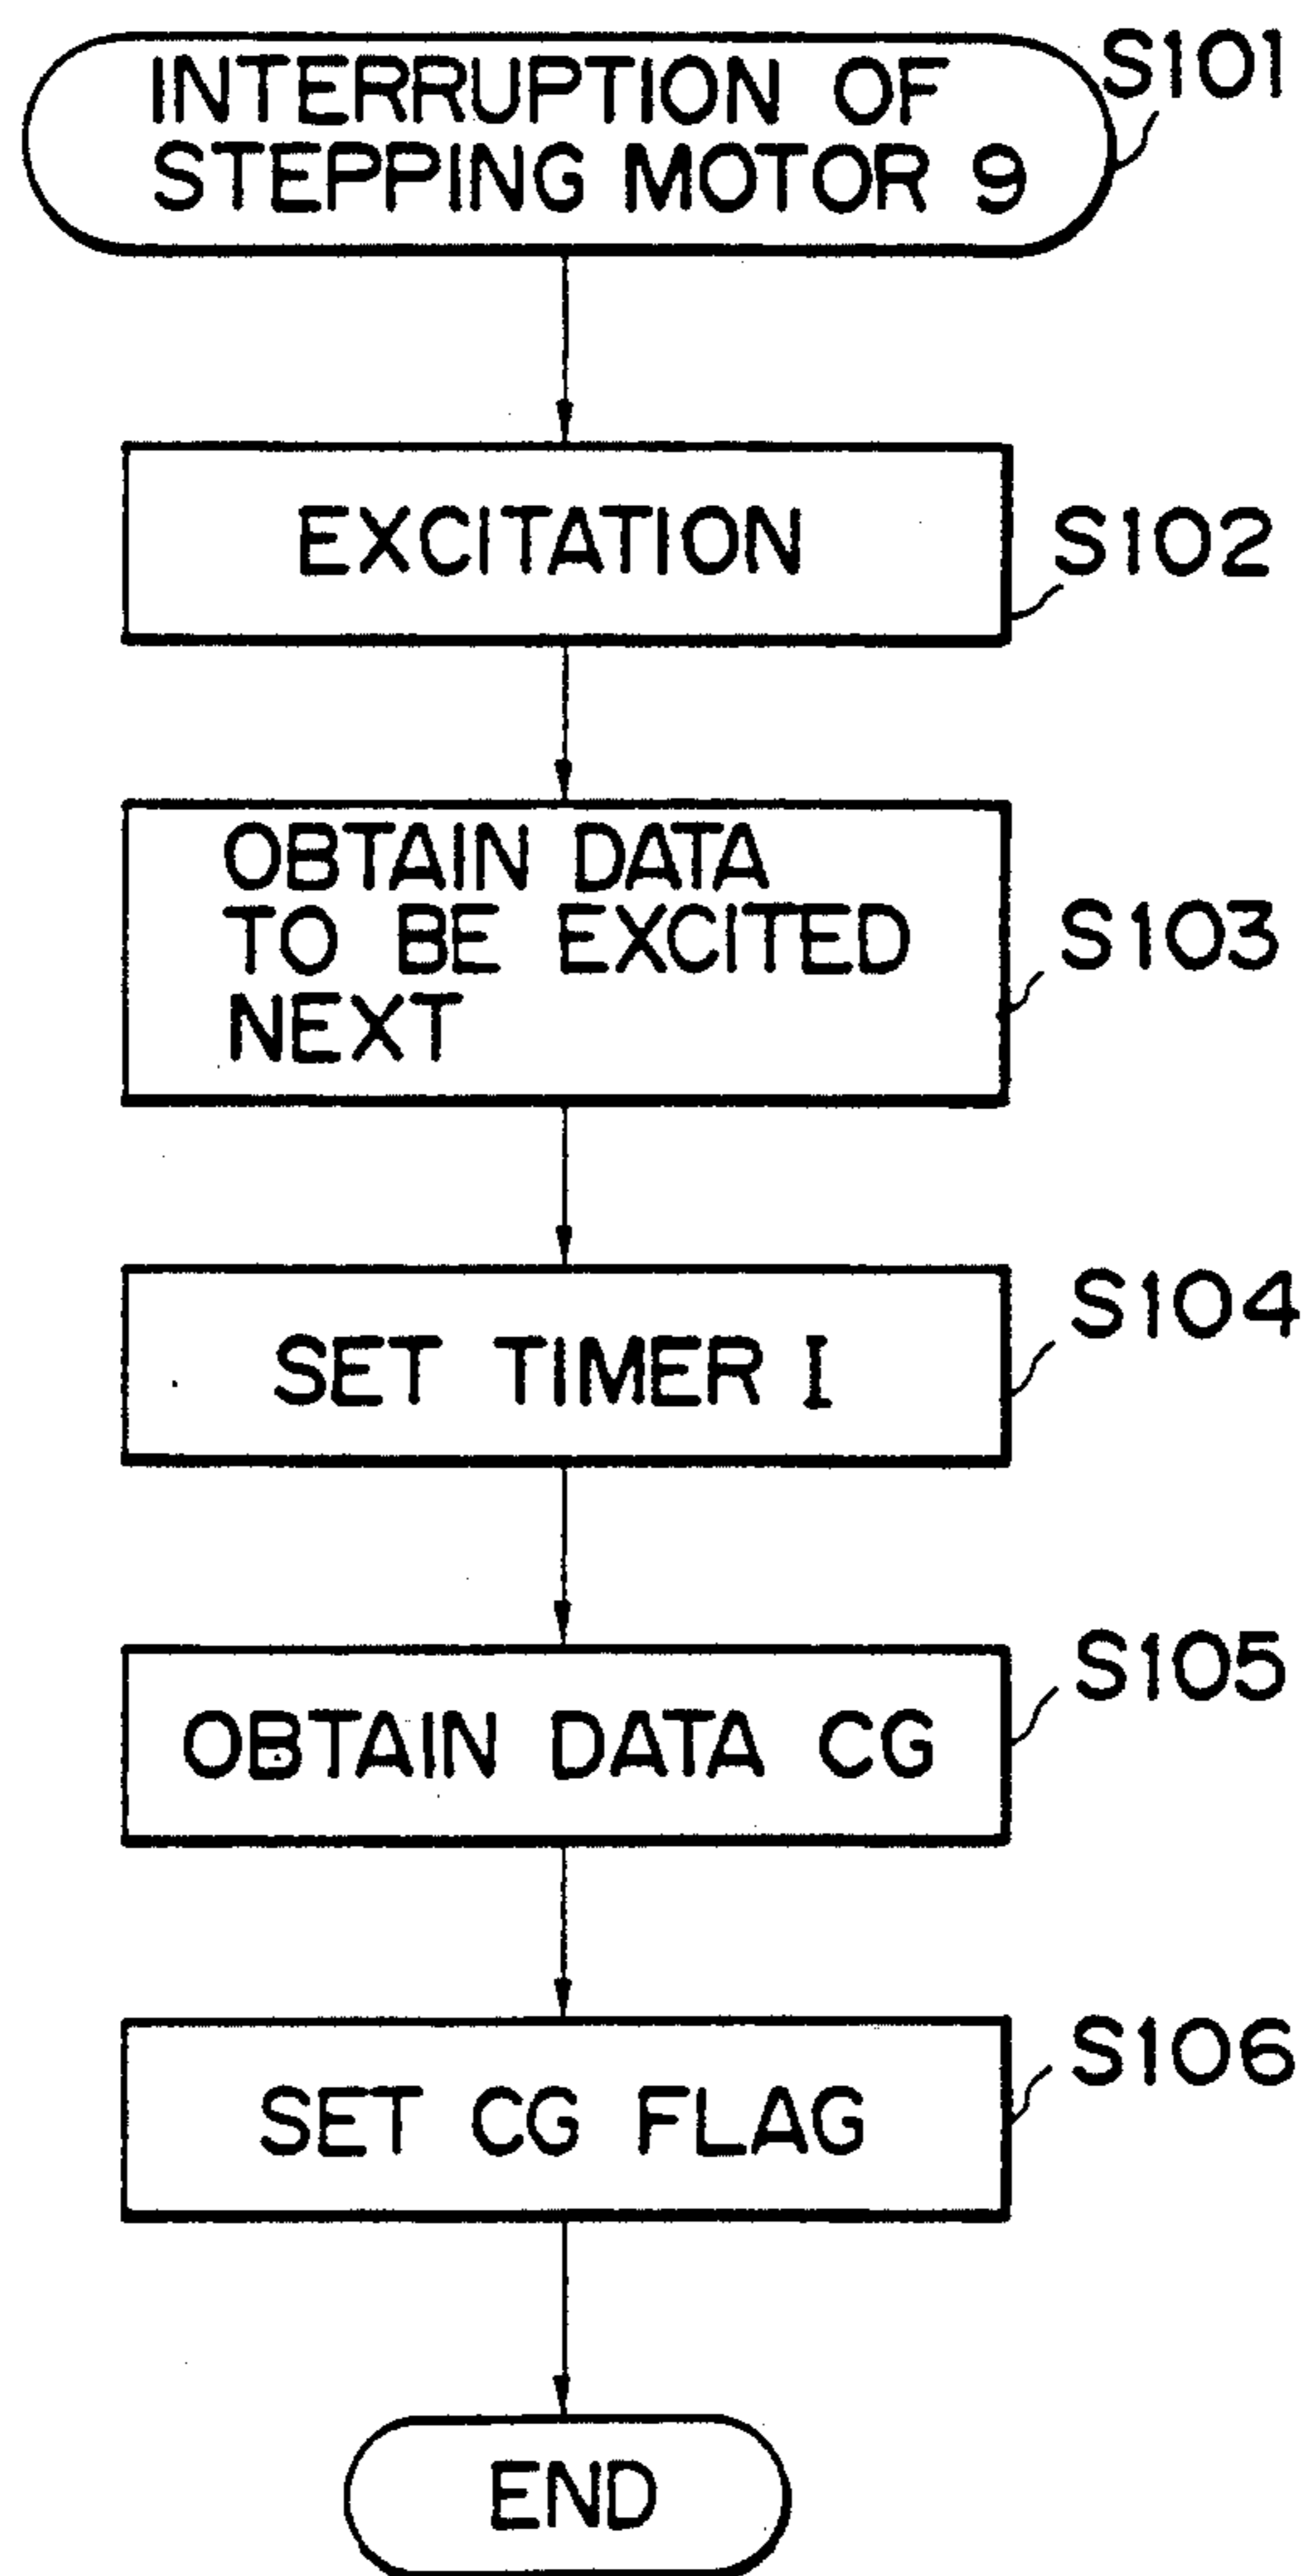 INTERRUPTION OF
STEPPING MOTOR 9
S101
EXCITATION
S102
OBTAIN DATA
TO BE EXCITED
NEXT
S103
SET TIMER I
S104
OBTAIN DATA CG
S105
SET CG FLAG
S106
END